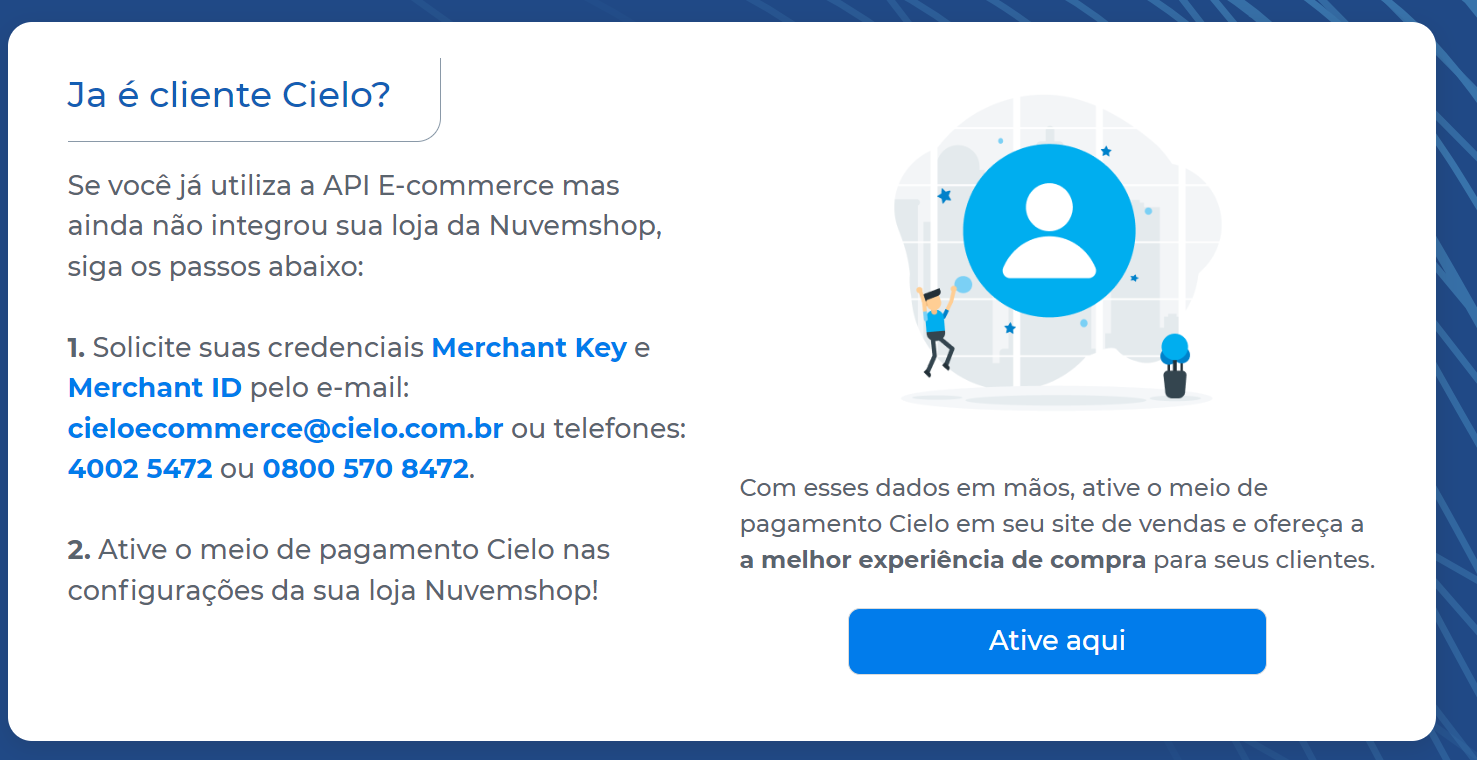 Ja é cliente Cielo?
Se você já utiliza a API E-commerce mas
ainda não integrou sua loja da Nuvemshop,
siga os passos abaixo:
1. Solicite suas credenciais Merchant Key e
Merchant ID pelo e-mail:
cieloecommerce@cielo.com.br ou telefones:
4002 5472 ou 0800 570 8472.
2. Ative o meio de pagamento Cielo nas
configurações da sua loja Nuvemshop!
Com esses dados em mãos, ative o meio de
pagamento Cielo em seu site de vendas e ofereça a
a melhor experiência de compra para seus clientes.
Ative aqui